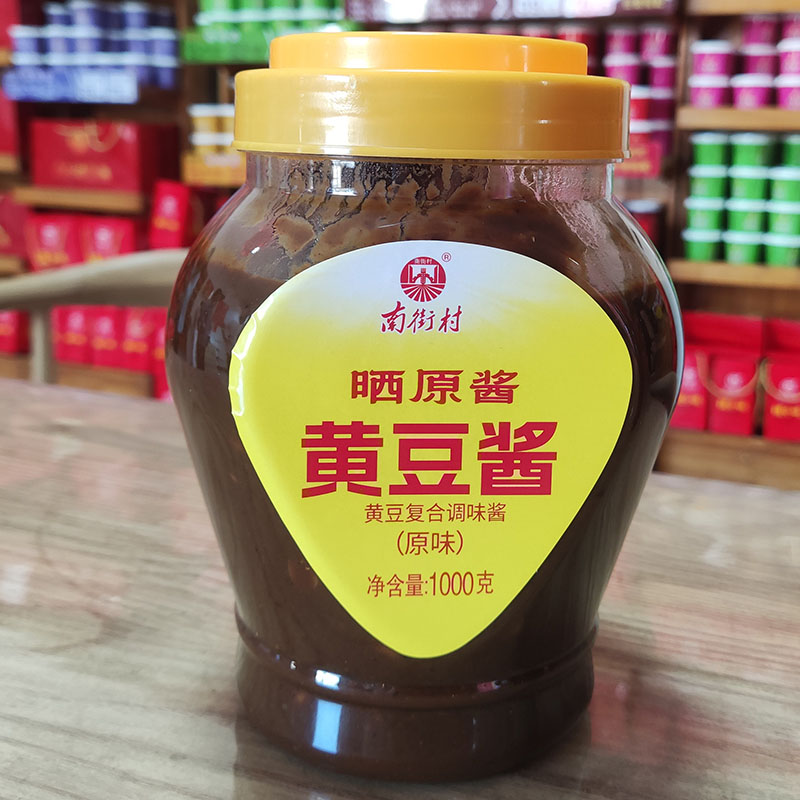 南街村
®
南街村
晒原酱
黄豆酱
黄豆复合调味酱
(原味)
净含量:1000克